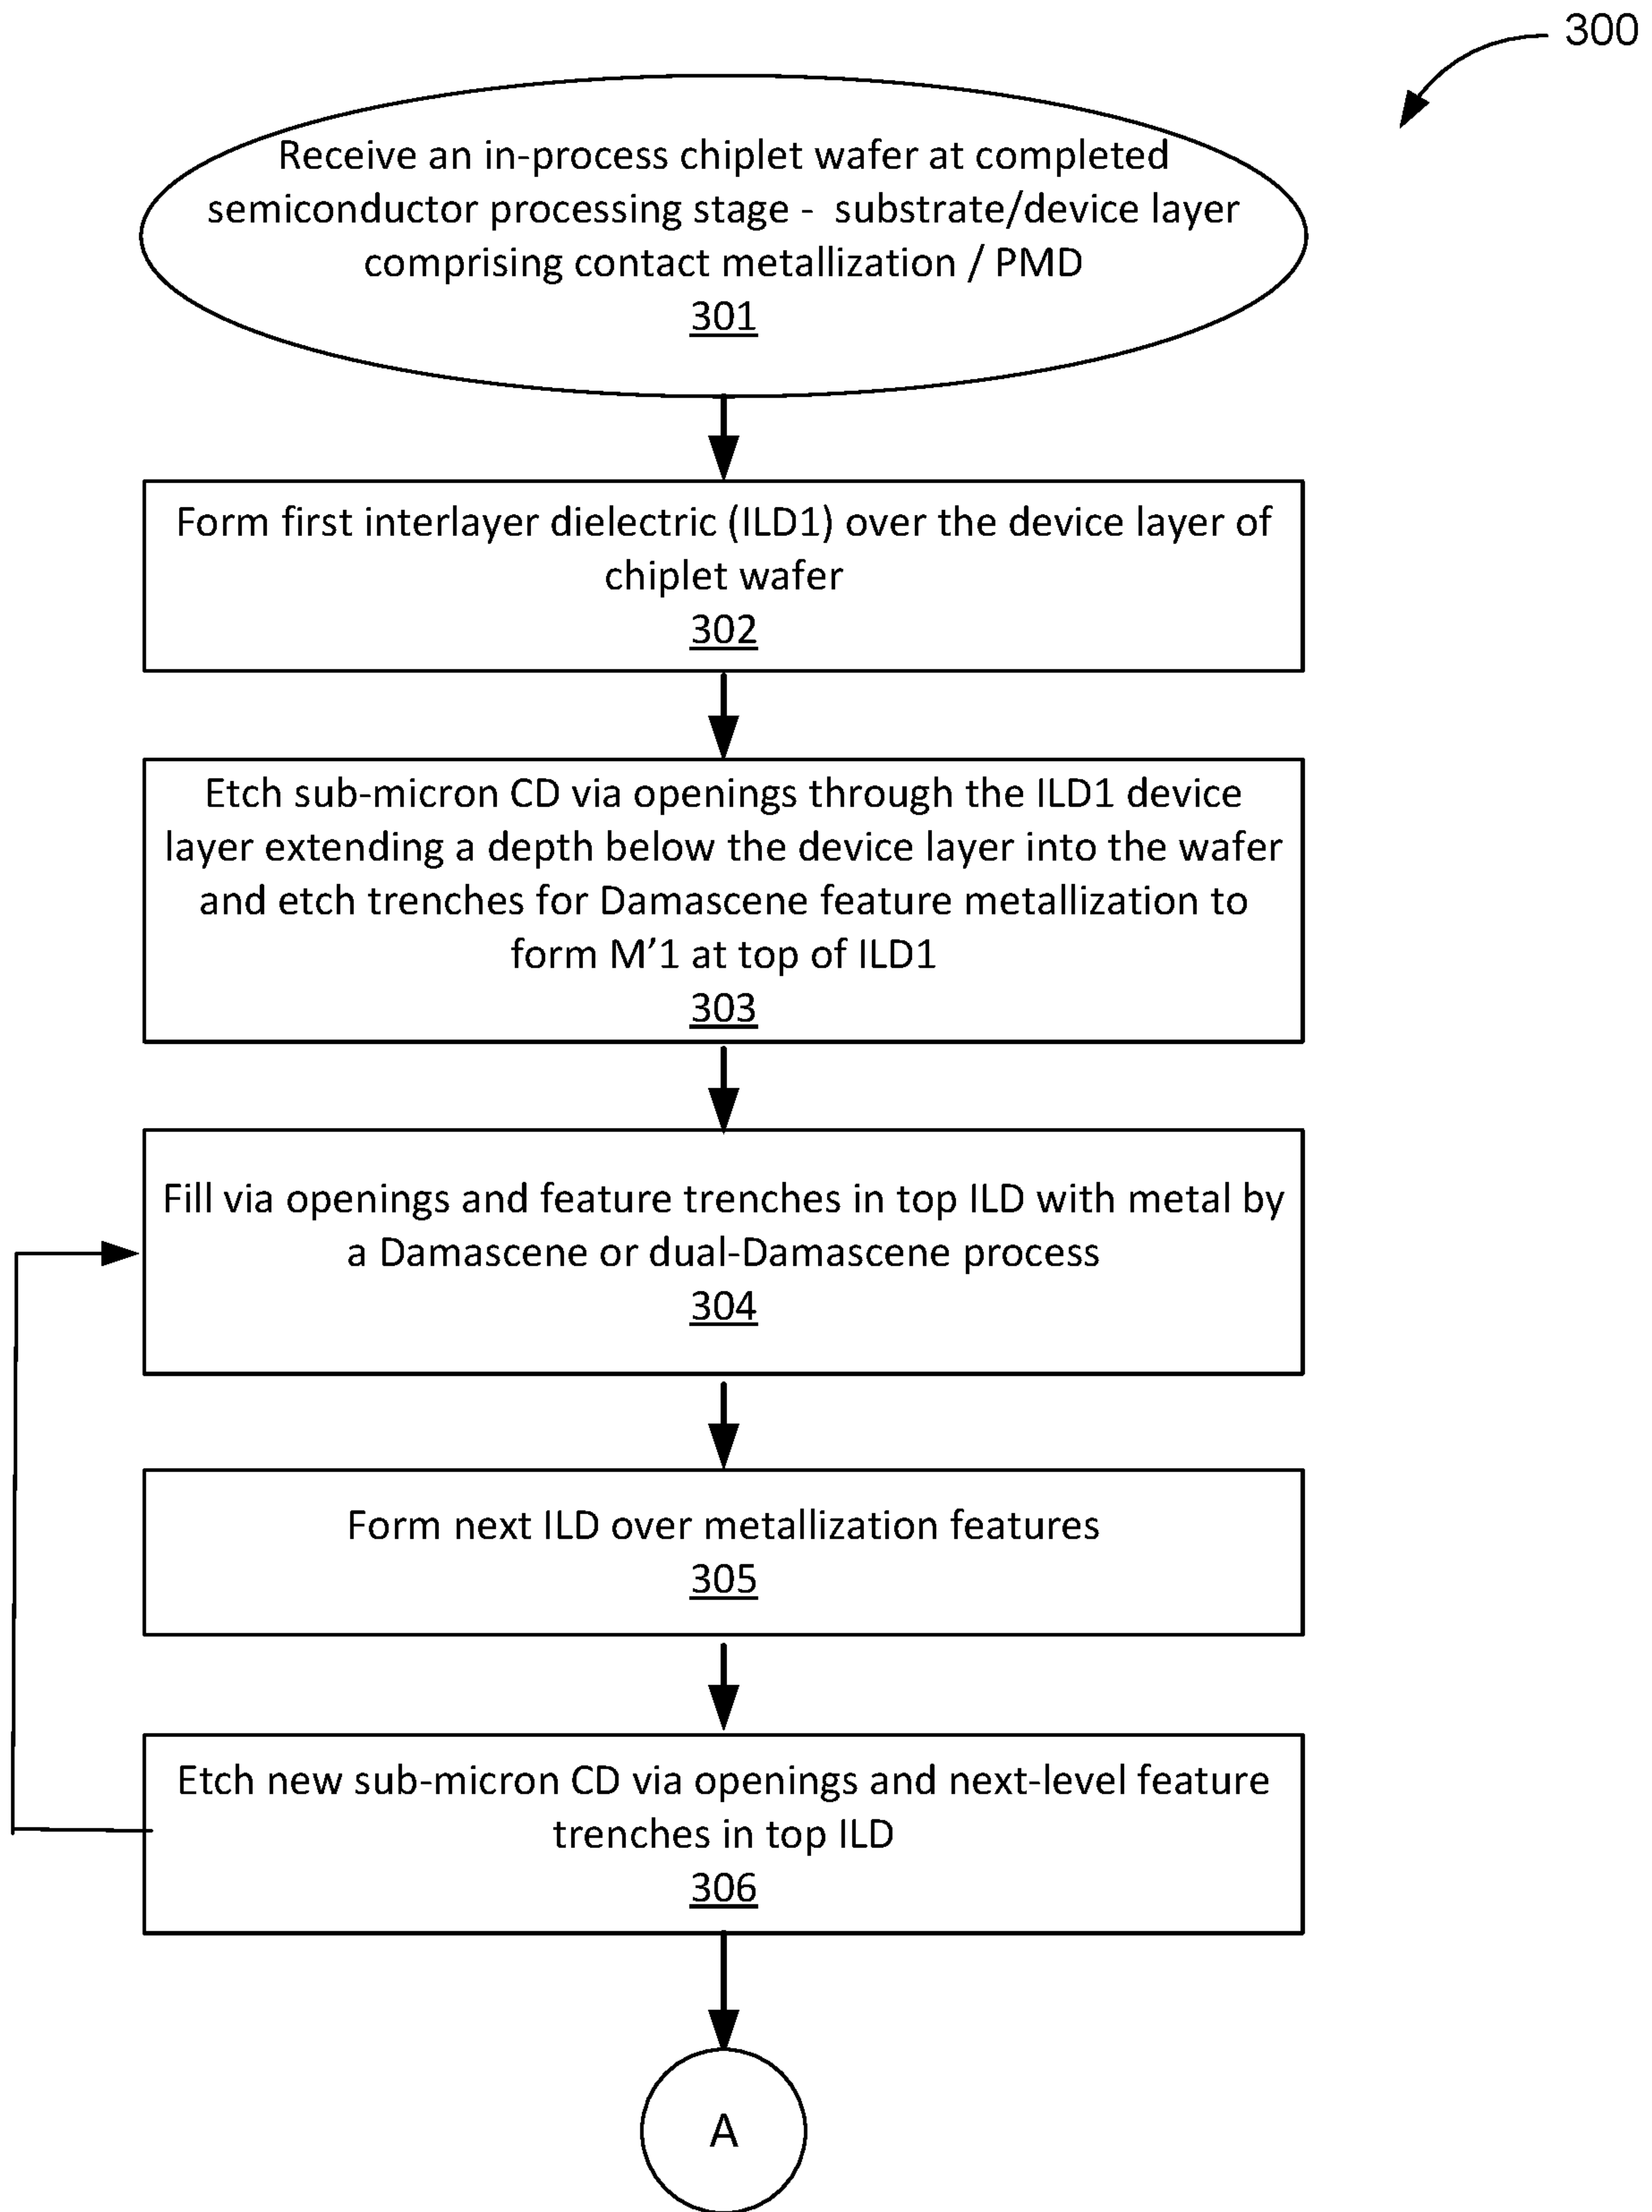 300
Receive an in-process chiplet wafer at completed
semiconductor processing stage - substrate/device layer
comprising contact metallization / PMD
301
Form first interlayer dielectric (ILD1) over the device layer of
chiplet wafer
302
Etch sub-micron CD via openings through the ILD1 device
layer extending a depth below the device layer into the wafer
and etch trenches for Damascene feature metallization to
form M’1 at top of ILD1
303
Fill via openings and feature trenches in top ILD with metal by
a Damascene or dual-Damascene process
304
Form next ILD over metallization features
305
Etch new sub-micron CD via openings and next-level feature
trenches in top ILD
306
A